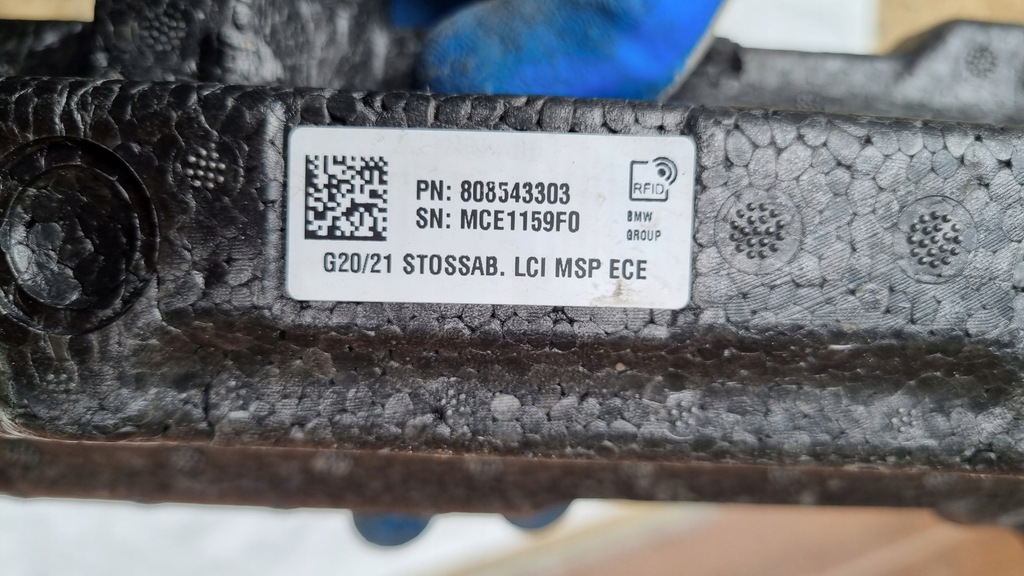 PN: 808543303
SN: MCE1159F0
RFID
BMW
GROUP
G20/21 STOSSAB. LCI MSP ECE